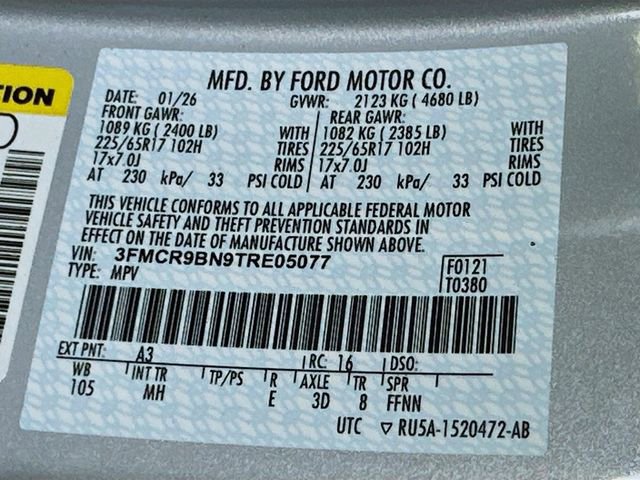 TION
MFD. BY FORD MOTOR CO.
DATE: 01/26 GVWR: 2123 KG ( 4680 LB)
FRONT GAWR: REAR GAWR:
1089 KG ( 2400 LB) WITH 1082 KG ( 2385 LB) WITH
225/65R17 102H TIRES 225/65R17 102H TIRES
17x7.0J RIMS 17x7.0J RIMS
AT 230 kPa/ 33 PSI COLD AT 230 kPa/ 33 PSI COLD
THIS VEHICLE CONFORMS TO ALL APPLICABLE FEDERAL MOTOR
VEHICLE SAFETY AND THEFT PREVENTION STANDARDS IN
EFFECT ON THE DATE OF MANUFACTURE SHOWN ABOVE.
VIN: 3FMCR9BN9TRE05077 F0121
TYPE: MPV T0380
EXT PNT: A3 RC: 16 DSO:
WB INT TR TP/PS R AXLE TR SPR
105 MH E 3D 8 FFNN
UTC ▽ RU5A-1520472-AB